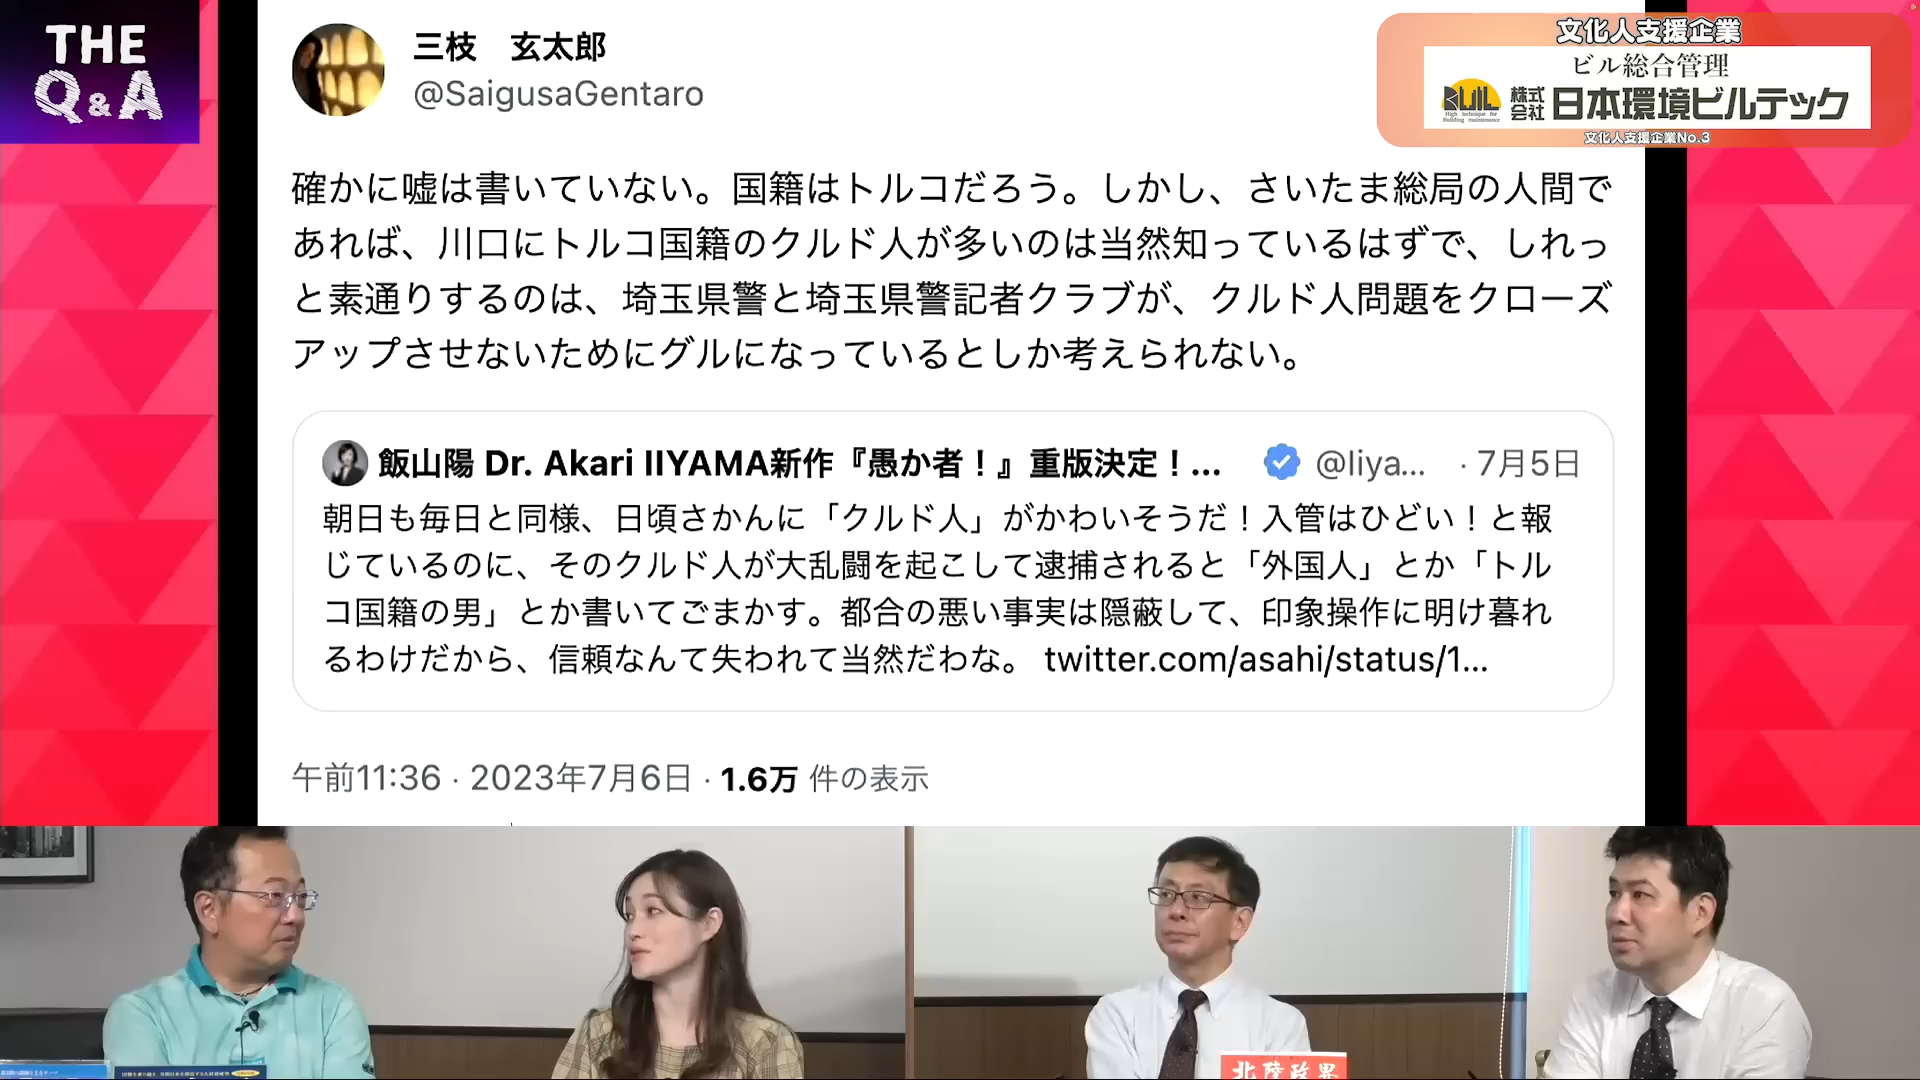 THE
Q&A
三枝　玄太郎
@SaigusaGentaro
文化人支援企業
ビル総合管理
BUIL
High technique for
Building maintenance
株式
会社
日本環境ビルテック
文化人支援企業No.3
確かに嘘は書いていない。国籍はトルコだろう。しかし、さいたま総局の人間で
あれば、川口にトルコ国籍のクルド人が多いのは当然知っているはずで、しれっ
と素通りするのは、埼玉県警と埼玉県警記者クラブが、クルド人問題をクローズ
アップさせないためにグルになっているとしか考えられない。
飯山陽 Dr. Akari IIYAMA新作『愚か者！』重版決定！... @Iiya... · 7月5日
朝日も毎日と同様、日頃さかんに「クルド人」がかわいそうだ！入管はひどい！と報
じているのに、そのクルド人が大乱闘を起こして逮捕されると「外国人」とか「トル
コ国籍の男」とか書いてごまかす。都合の悪い事実は隠蔽して、印象操作に明け暮れ
るわけだから、信頼なんて失われて当然だわな。 twitter.com/asahi/status/1...
午前11:36 · 2023年7月6日 · 1.6万 件の表示
北陸政界